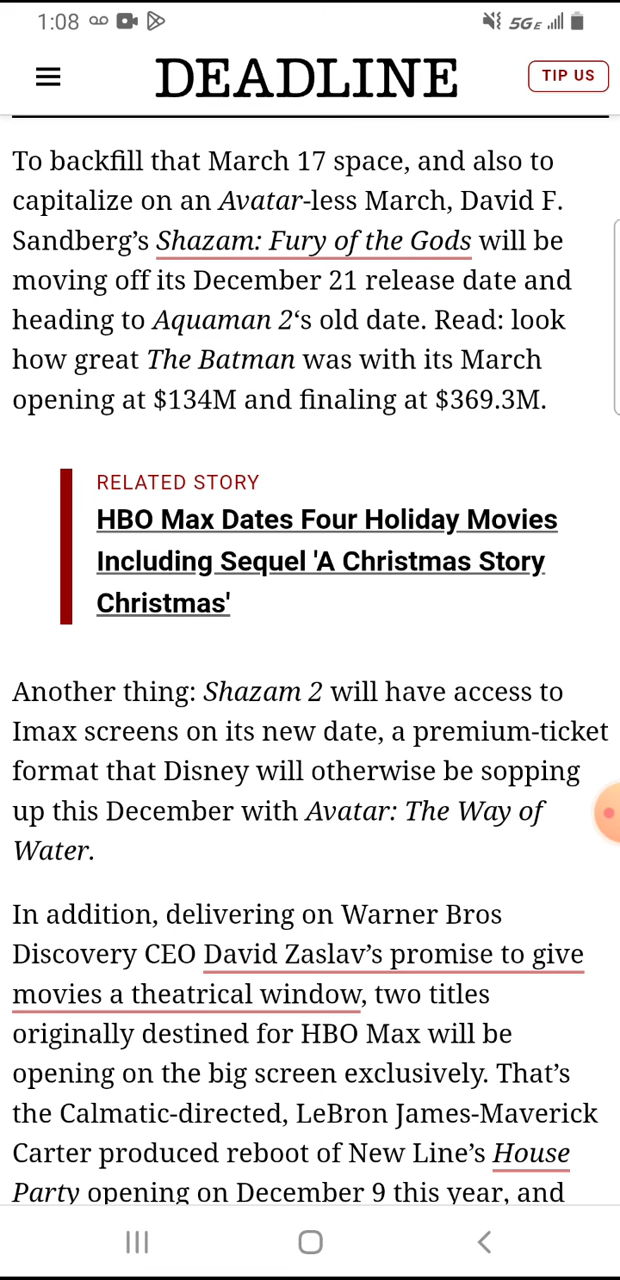 1:08
5GE
DEADLINE
TIP US
To backfill that March 17 space, and also to
capitalize on an Avatar-less March, David F.
Sandberg’s Shazam: Fury of the Gods will be
moving off its December 21 release date and
heading to Aquaman 2‘s old date. Read: look
how great The Batman was with its March
opening at $134M and finaling at $369.3M.
RELATED STORY
HBO Max Dates Four Holiday Movies
Including Sequel 'A Christmas Story
Christmas'
Another thing: Shazam 2 will have access to
Imax screens on its new date, a premium-ticket
format that Disney will otherwise be sopping
up this December with Avatar: The Way of
Water.
In addition, delivering on Warner Bros
Discovery CEO David Zaslav’s promise to give
movies a theatrical window, two titles
originally destined for HBO Max will be
opening on the big screen exclusively. That’s
the Calmatic-directed, LeBron James-Maverick
Carter produced reboot of New Line’s House
Party opening on December 9 this year, and